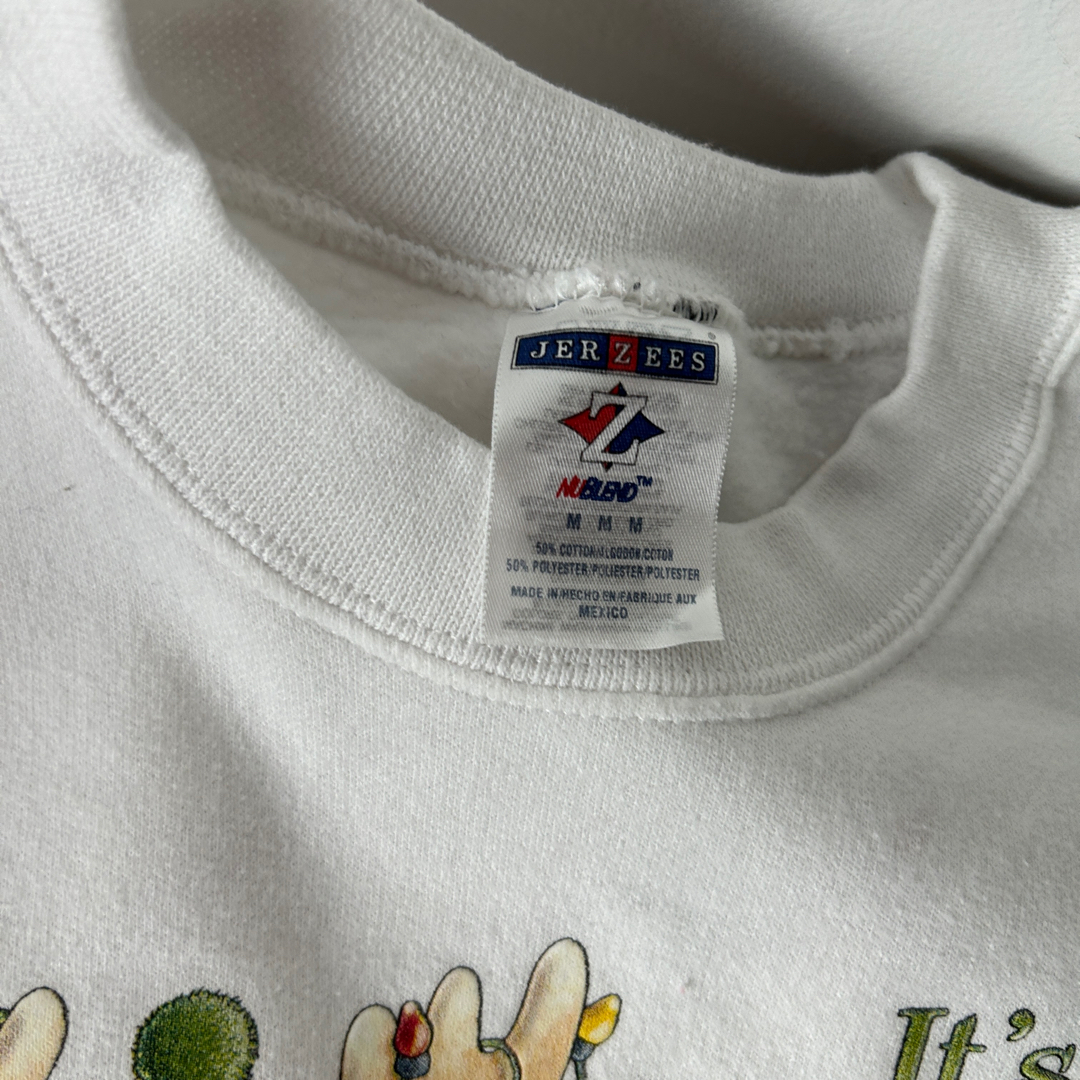 JERZEES
Z
NUBLEND™
M M M
50% COTTON/ALGODON/COTON
50% POLYESTER/POLIESTER/POLYESTER
MADE IN/HECHO EN/FABRIQUE AUX
MEXICO
It's